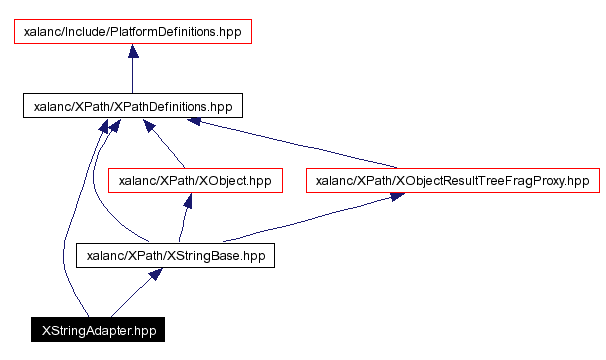 xalanc/Include/PlatformDefinitions.hpp
xalanc/XPath/XPathDefinitions.hpp
xalanc/XPath/XObject.hpp
xalanc/XPath/XObjectResultTreeFragProxy.hpp
xalanc/XPath/XStringBase.hpp
XStringAdapter.hpp